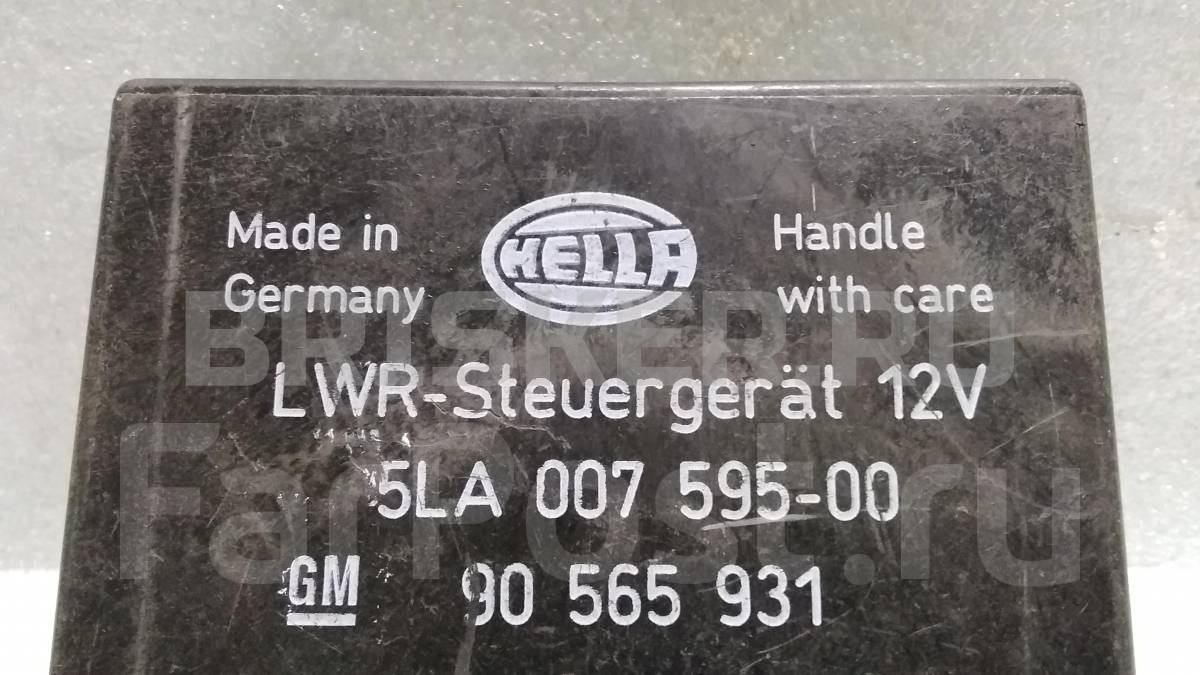 Made in
Germany
HELLA
Handle
with care
BRISKER.RU
LWR-Steuergerät 12V
FarPost.ru
5LA 007 595-00
GM 90 565 931